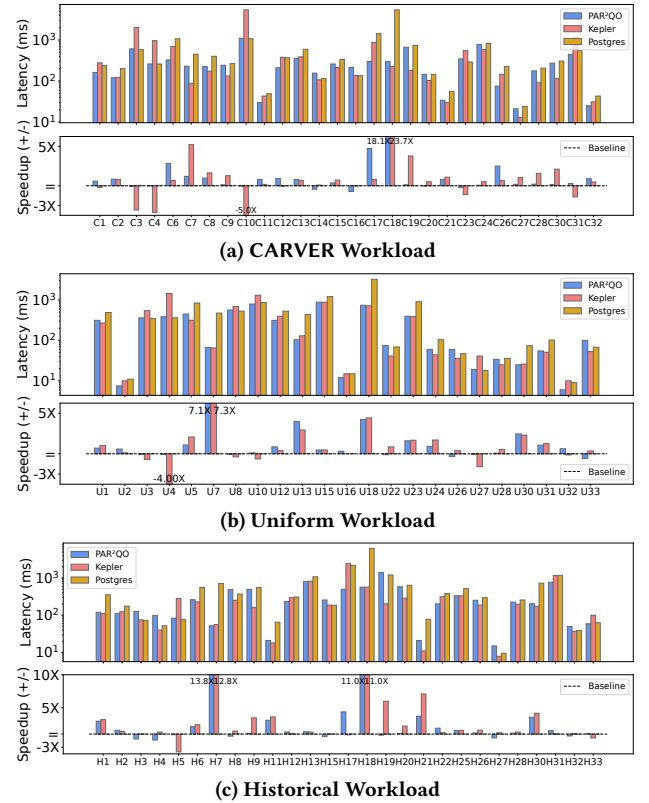 Latency (ms)
10³
10²
10¹
PAR²QO
Kepler
Postgres
Speedup (+/-)
5X
=
-3X
18.1X 23.7X
-5.0X
Baseline
C1 C2 C3 C4 C6 C7 C8 C9 C10 C11 C12 C13 C14 C15 C16 C17 C18 C19 C20 C21 C23 C24 C26 C27 C28 C30 C31 C32
(a) CARVER Workload
Latency (ms)
10³
10²
10¹
PAR²QO
Kepler
Postgres
Speedup (+/-)
5X
=
-3X
7.1X 7.3X
-4.00X
Baseline
U1 U2 U3 U4 U5 U7 U8 U10 U12 U13 U15 U16 U18 U22 U23 U24 U26 U27 U28 U30 U31 U32 U33
(b) Uniform Workload
Latency (ms)
10³
10²
10¹
PAR²QO
Kepler
Postgres
Speedup (+/-)
10X
5X
=
-3X
13.8X12.8X
11.0X11.0X
Baseline
H1 H2 H3 H4 H5 H6 H7 H8 H9 H11 H12 H13 H15 H16 H17 H18 H19 H20 H21 H22 H25 H26 H27 H28 H30 H31 H32 H33
(c) Historical Workload